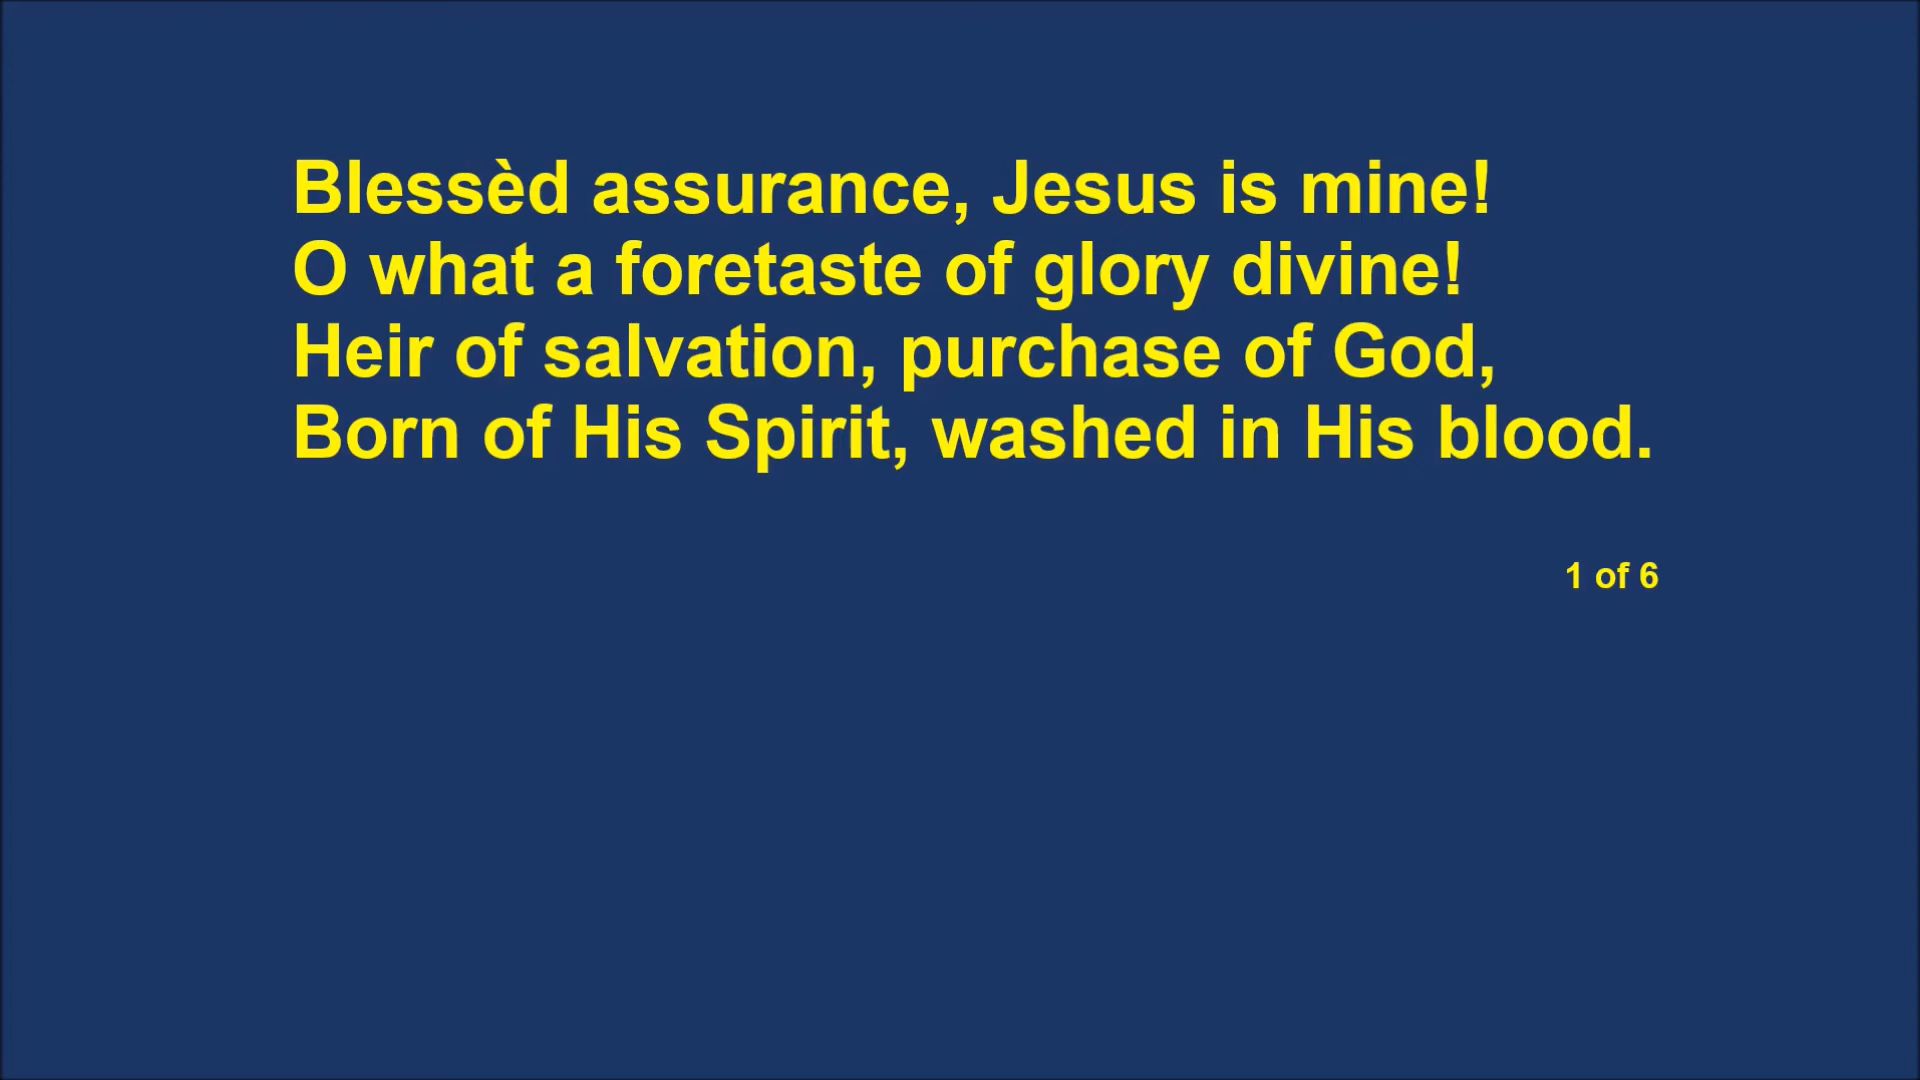 Blessèd assurance, Jesus is mine!
O what a foretaste of glory divine!
Heir of salvation, purchase of God,
Born of His Spirit, washed in His blood.
1 of 6